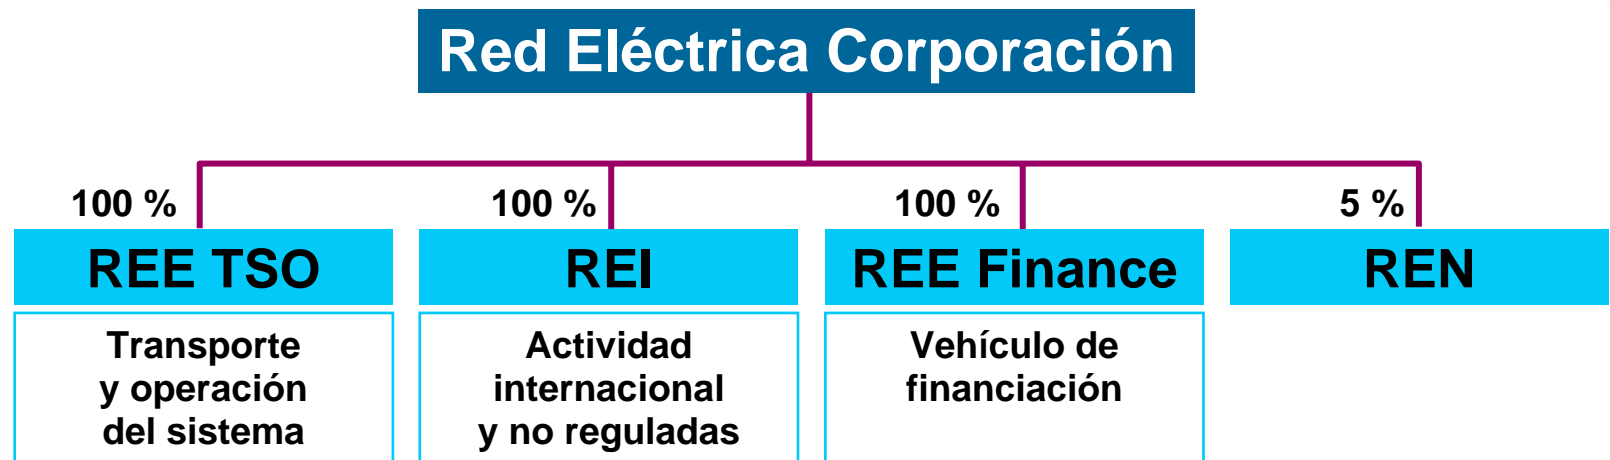 Red Eléctrica Corporación
100 %
100 %
100 %
5 %
REE TSO
REI
REE Finance
REN
Transporte
y operación
del sistema
Actividad
internacional
y no reguladas
Vehículo de
financiación